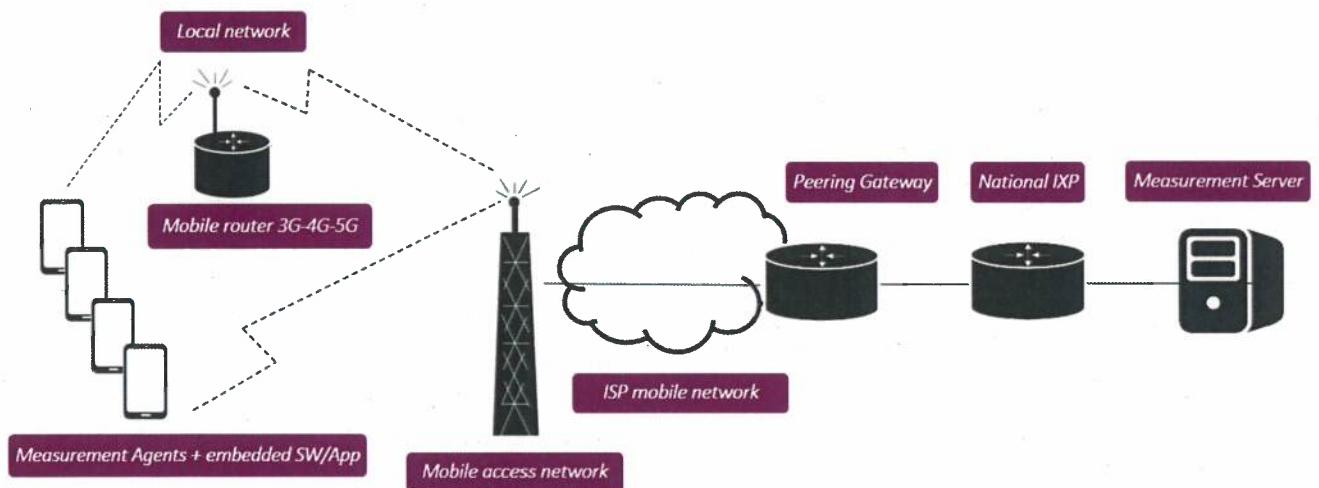 Local network
Mobile router 3G-4G-5G
Peering Gateway
National IXP
Measurement Server
ISP mobile network
Measurement Agents + embedded SW/App
Mobile access network